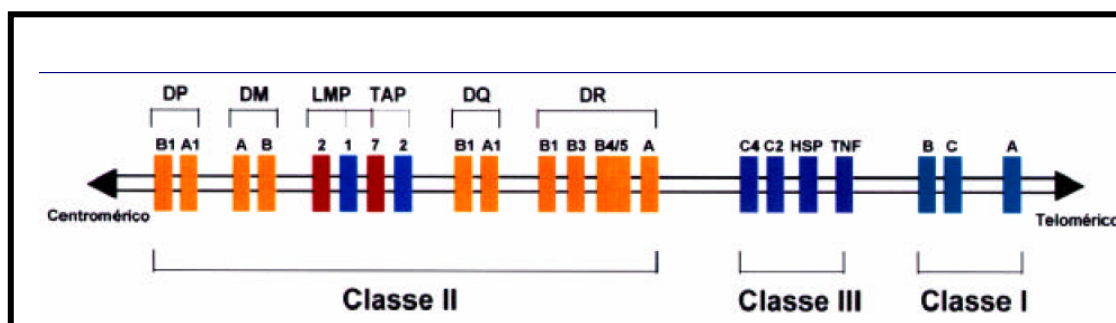 DP DM LMP TAP DQ DR
B1 A1 A B 2 1 7 2 B1 A1 B1 B3 B4/5 A C4 C2 HSP TNF B C A
Centromérico Telomérico
Classe II Classe III Classe I